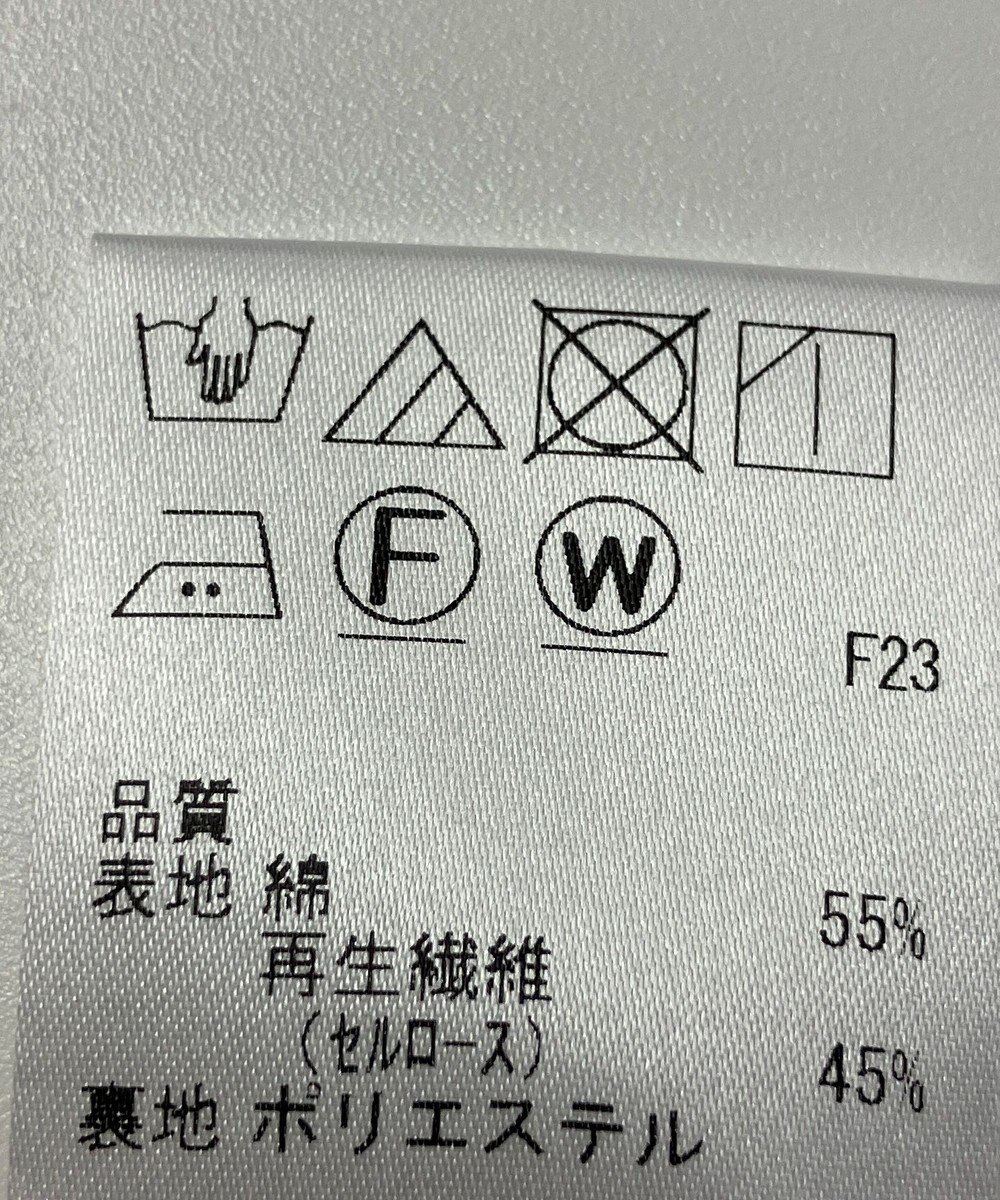 F W
F23
品質
表地 綿 55%
再生繊維
(セルロース) 45%
裏地 ポリエステル